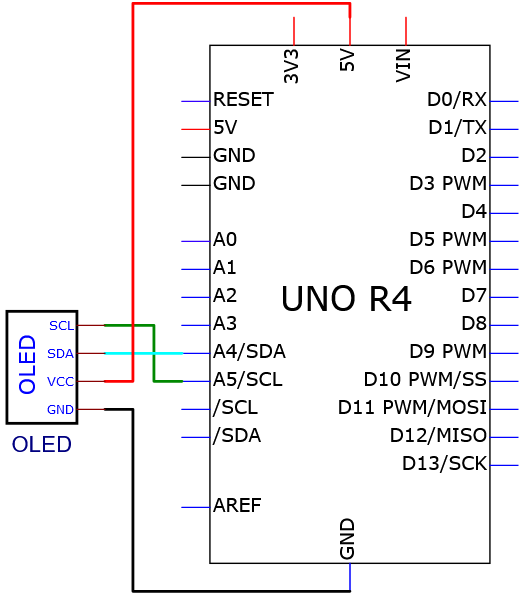 3V3
5V
VIN
RESET
5V
GND
GND
A0
A1
A2
A3
A4/SDA
A5/SCL
/SCL
/SDA
AREF
UNO R4
D0/RX
D1/TX
D2
D3 PWM
D4
D5 PWM
D6 PWM
D7
D8
D9 PWM
D10 PWM/SS
D11 PWM/MOSI
D12/MISO
D13/SCK
GND
OLED
SCL
SDA
VCC
GND
OLED